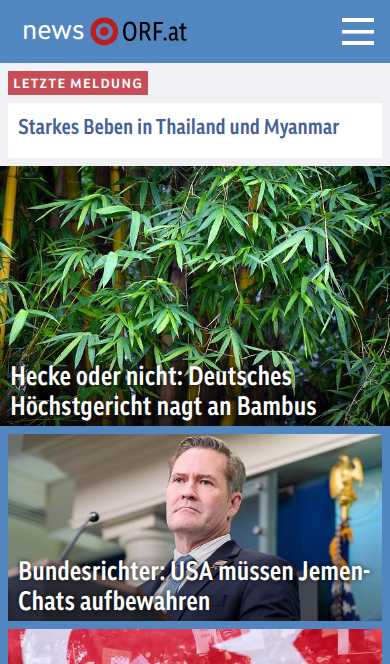 news ORF.at
LETZTE MELDUNG
Starkes Beben in Thailand und Myanmar
Hecke oder nicht: Deutsches
Höchstgericht nagt an Bambus
Bundesrichter: USA müssen Jemen-
Chats aufbewahren